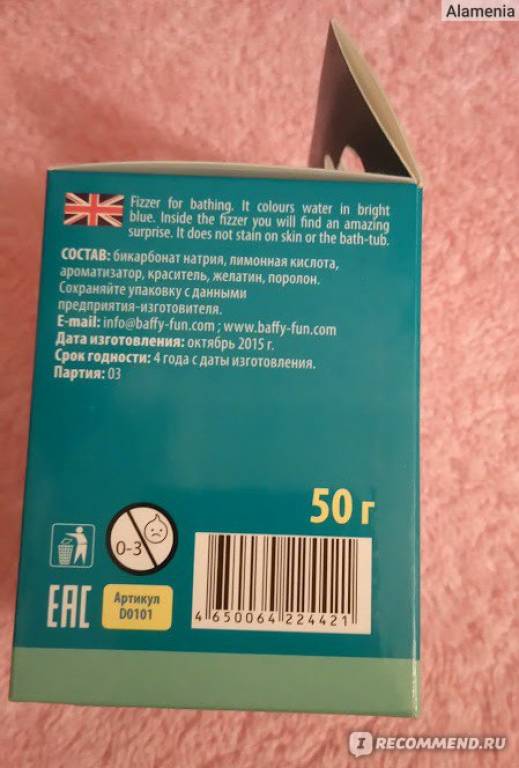 Alamenia
Fizzer for bathing. It colours water in bright
blue. Inside the fizzer you will find an amazing
surprise. It does not stain on skin or the bath-tub.
СОСТАВ: бикарбонат натрия, лимонная кислота,
ароматизатор, краситель, желатин, поролон.
Сохраняйте упаковку с данными
предприятия-изготовителя.
E-mail: info@baffy-fun.com ; www.baffy-fun.com
Дата изготовления: октябрь 2015 г.
Срок годности: 4 года с даты изготовления.
Партия: 03
50 г
0-3
EAC
Артикул
D0101
4 650064 224421
I RECOMMEND.RU